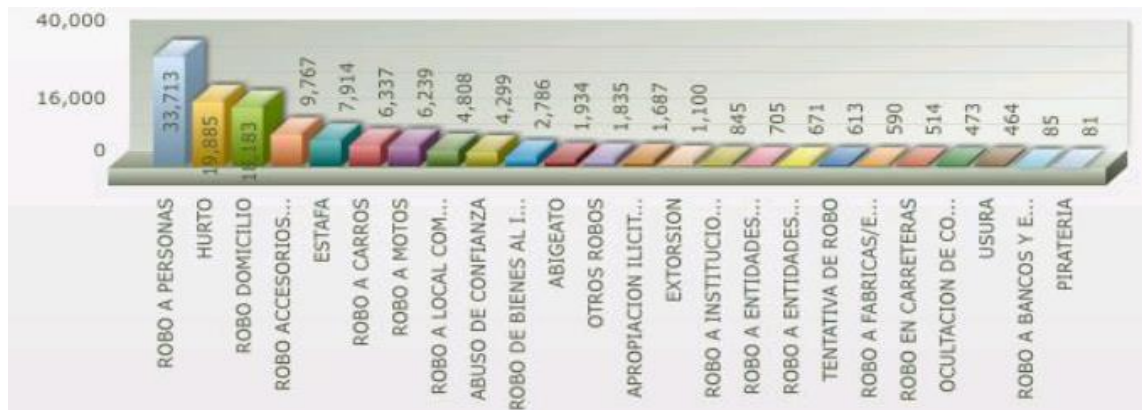 40,000
16,000
0
33,713
19,885
18,183
9,767
7,914
6,337
6,239
4,808
4,299
2,786
1,934
1,835
1,687
1,100
845
705
671
613
590
514
473
464
85
81
ROBO A PERSONAS
HURTO
ROBO DOMICILIO
ROBO ACCESORIOS...
ESTAFA
ROBO A CARROS
ROBO A MOTOS
ROBO A LOCAL COM...
ABUSO DE CONFIANZA
ROBO DE BIENES AL I...
ABIGEATO
OTROS ROBOS
APROPIACION ILICIT...
EXTORSION
ROBO A INSTITUCIO...
ROBO A ENTIDADES...
ROBO A ENTIDADES...
TENTATIVA DE ROBO
ROBO A FABRICAS/E...
ROBO EN CARRETERAS
OCULTACION DE CO...
USURA
ROBO A BANCOS Y E...
PIRATERIA